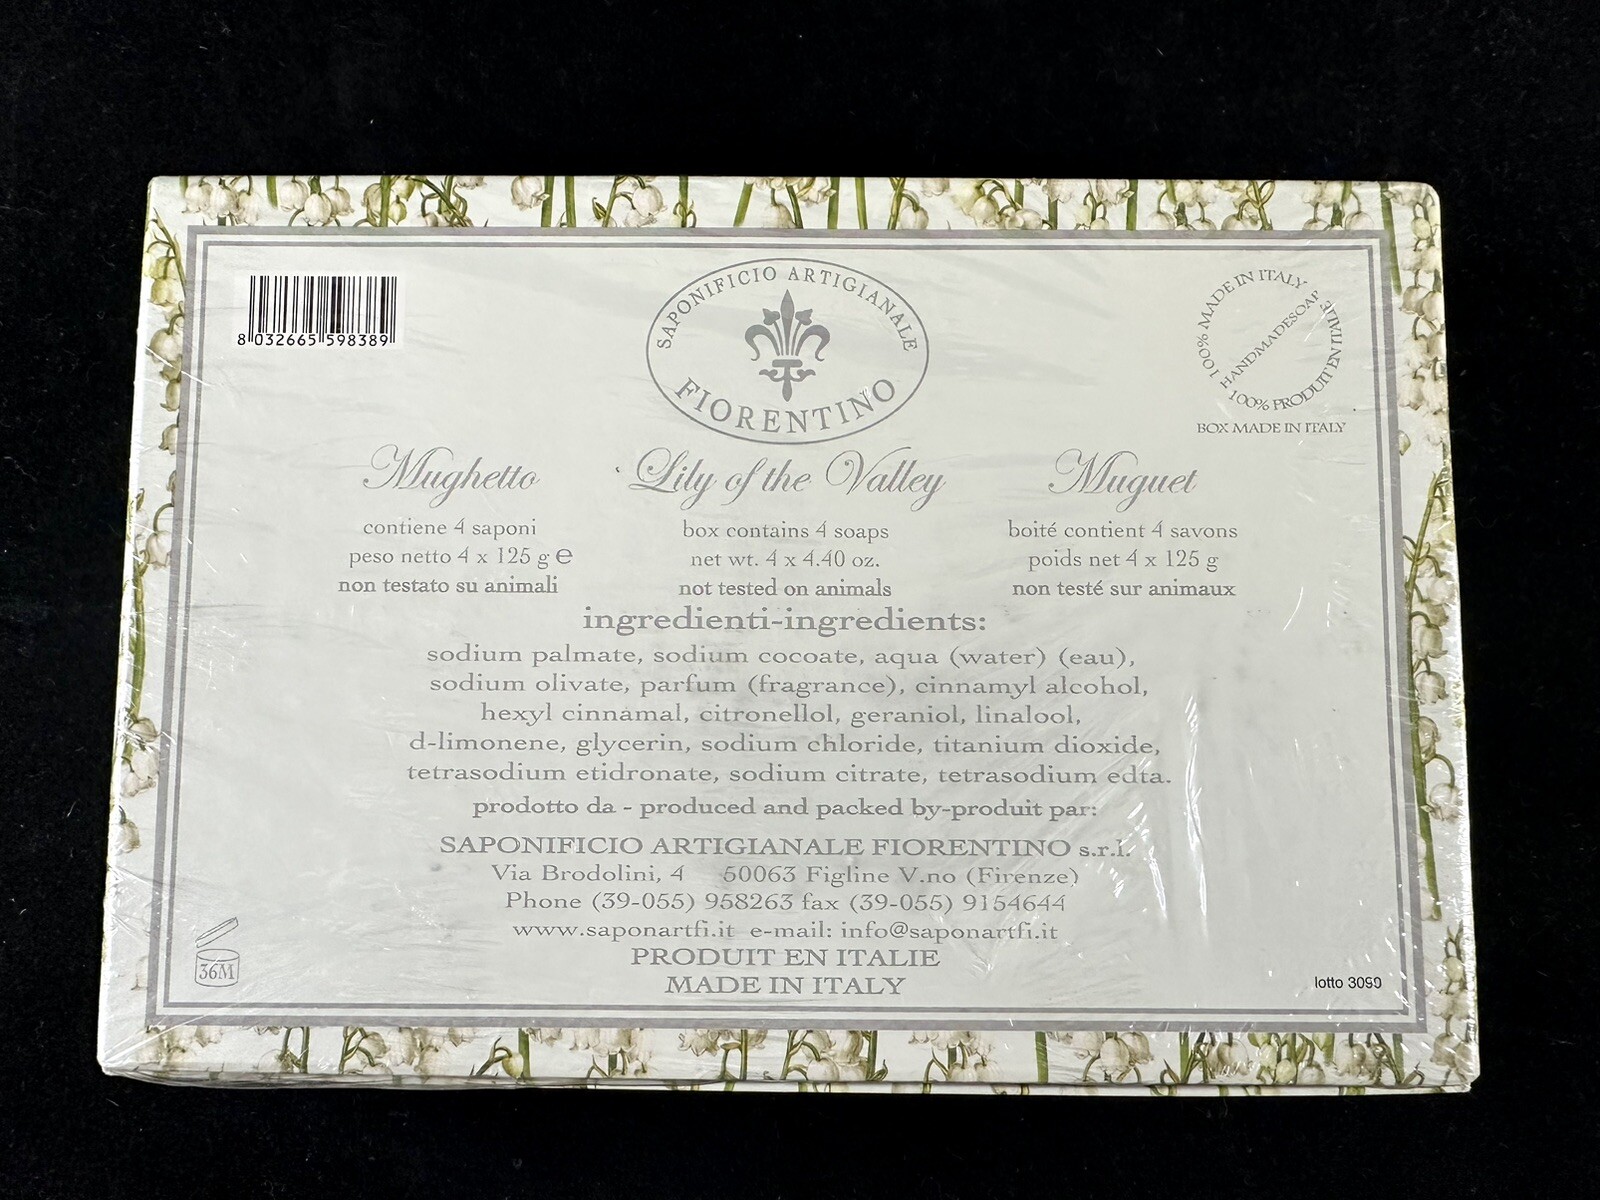 8 032665 598389
SAPONIFICIO ARTIGIANALE
FIORENTINO
100% MADE IN ITALY
HANDMADESOAP
100% PRODUIT EN ITALIE
BOX MADE IN ITALY
Mughetto
contiene 4 saponi
peso netto 4 x 125 g ℮
non testato su animali
Lily of the Valley
box contains 4 soaps
net wt. 4 x 4.40 oz.
not tested on animals
Muguet
boité contient 4 savons
poids net 4 x 125 g
non testé sur animaux
ingredienti-ingredients:
sodium palmate, sodium cocoate, aqua (water) (eau),
sodium olivate, parfum (fragrance), cinnamyl alcohol,
hexyl cinnamal, citronellol, geraniol, linalool,
d-limonene, glycerin, sodium chloride, titanium dioxide,
tetrasodium etidronate, sodium citrate, tetrasodium edta.
prodotto da - produced and packed by-produit par:
SAPONIFICIO ARTIGIANALE FIORENTINO s.r.l.
Via Brodolini, 4 50063 Figline V.no (Firenze)
Phone (39-055) 958263 fax (39-055) 9154644
www.saponartfi.it e-mail: info@saponartfi.it
PRODUIT EN ITALIE
MADE IN ITALY
36M
lotto 3090